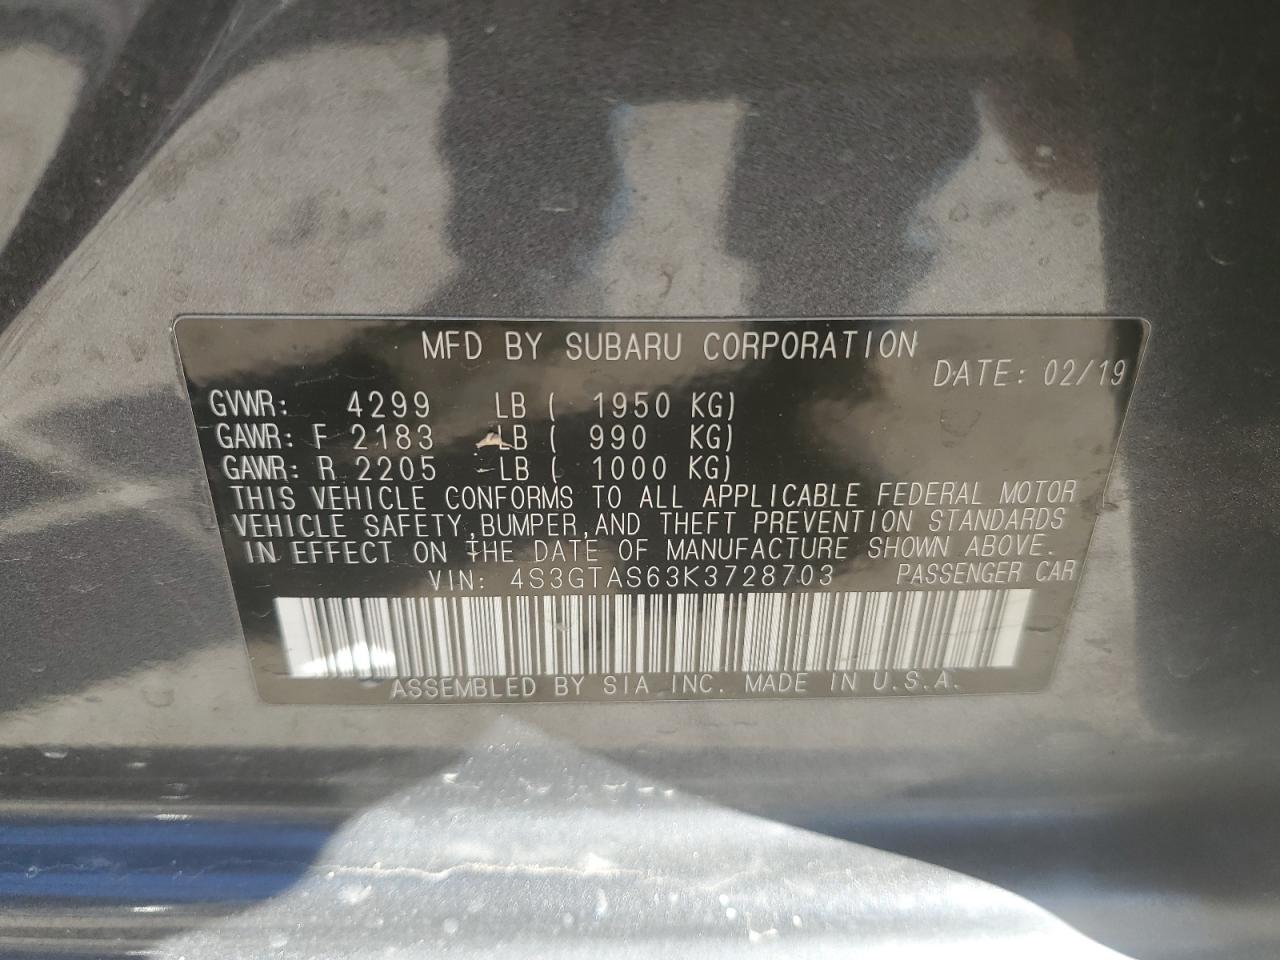 MFD BY SUBARU CORPORATION
DATE: 02/19
GVWR: 4299 LB ( 1950 KG)
GAWR: F 2183 LB ( 990 KG)
GAWR: R 2205 LB ( 1000 KG)
THIS VEHICLE CONFORMS TO ALL APPLICABLE FEDERAL MOTOR
VEHICLE SAFETY, BUMPER, AND THEFT PREVENTION STANDARDS
IN EFFECT ON THE DATE OF MANUFACTURE SHOWN ABOVE.
VIN: 4S3GTAS63K3728703 PASSENGER CAR
ASSEMBLED BY SIA INC. MADE IN U.S.A.